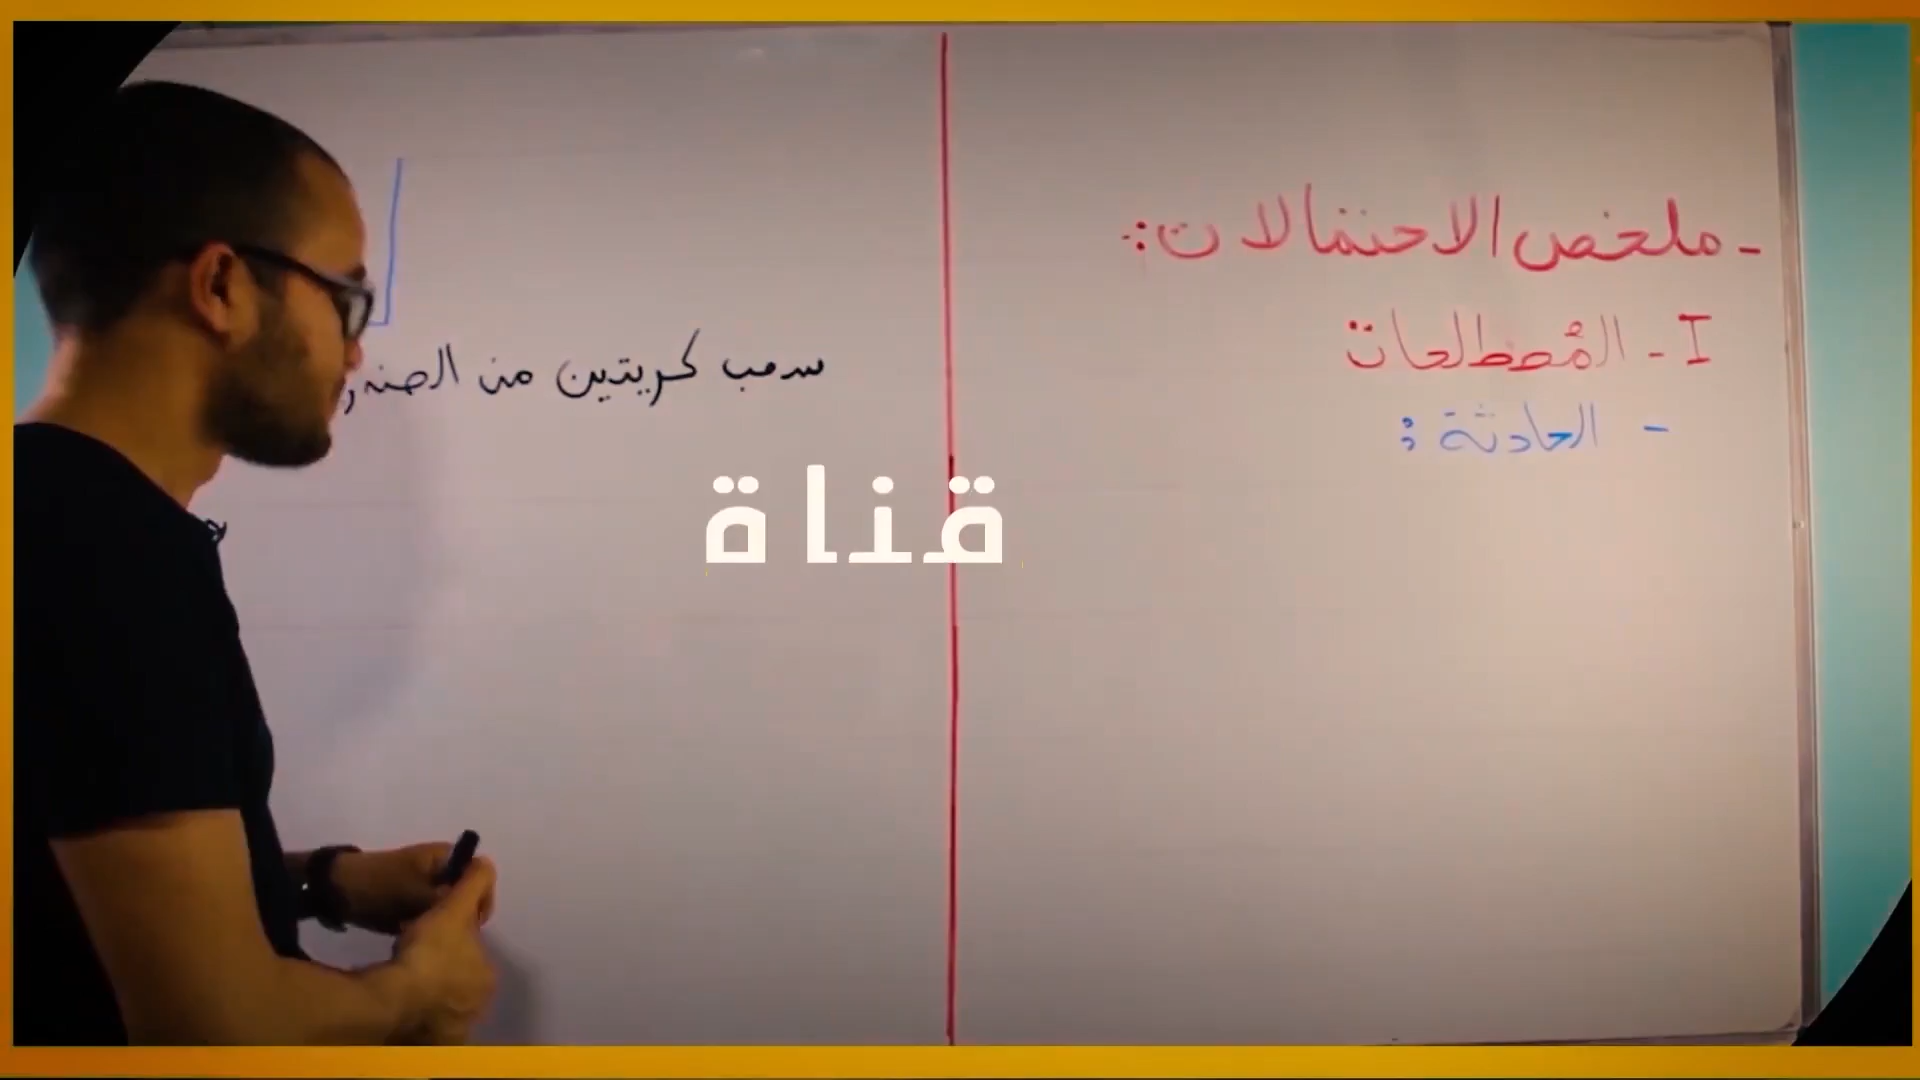 - ملخص الاحتمالات:
I - المُصطلحات
- الحادثة :
سحب كريتين من الصند
قناة